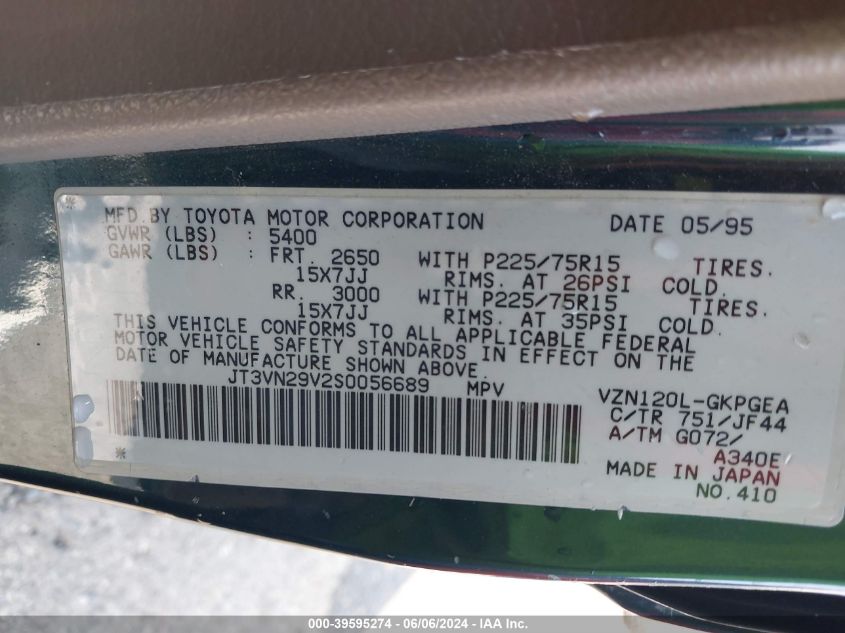 MFD.BY TOYOTA MOTOR CORPORATION DATE 05/95
GVWR (LBS) : 5400
GAWR (LBS) : FRT. 2650 WITH P225/75R15 TIRES.
15X7JJ RIMS. AT 26PSI COLD.
RR. 3000 WITH P225/75R15 TIRES.
15X7JJ RIMS. AT 35PSI COLD.
THIS VEHICLE CONFORMS TO ALL APPLICABLE FEDERAL
MOTOR VEHICLE SAFETY STANDARDS IN EFFECT ON THE
DATE OF MANUFACTURE SHOWN ABOVE.
JT3VN29V2S0056689 MPV VZN120L-GKPGEA
C/TR 751/JF44
A/TM G072/
A340E
MADE IN JAPAN
NO.410
000-39595274 / 06/06/2024 - IAA Inc.